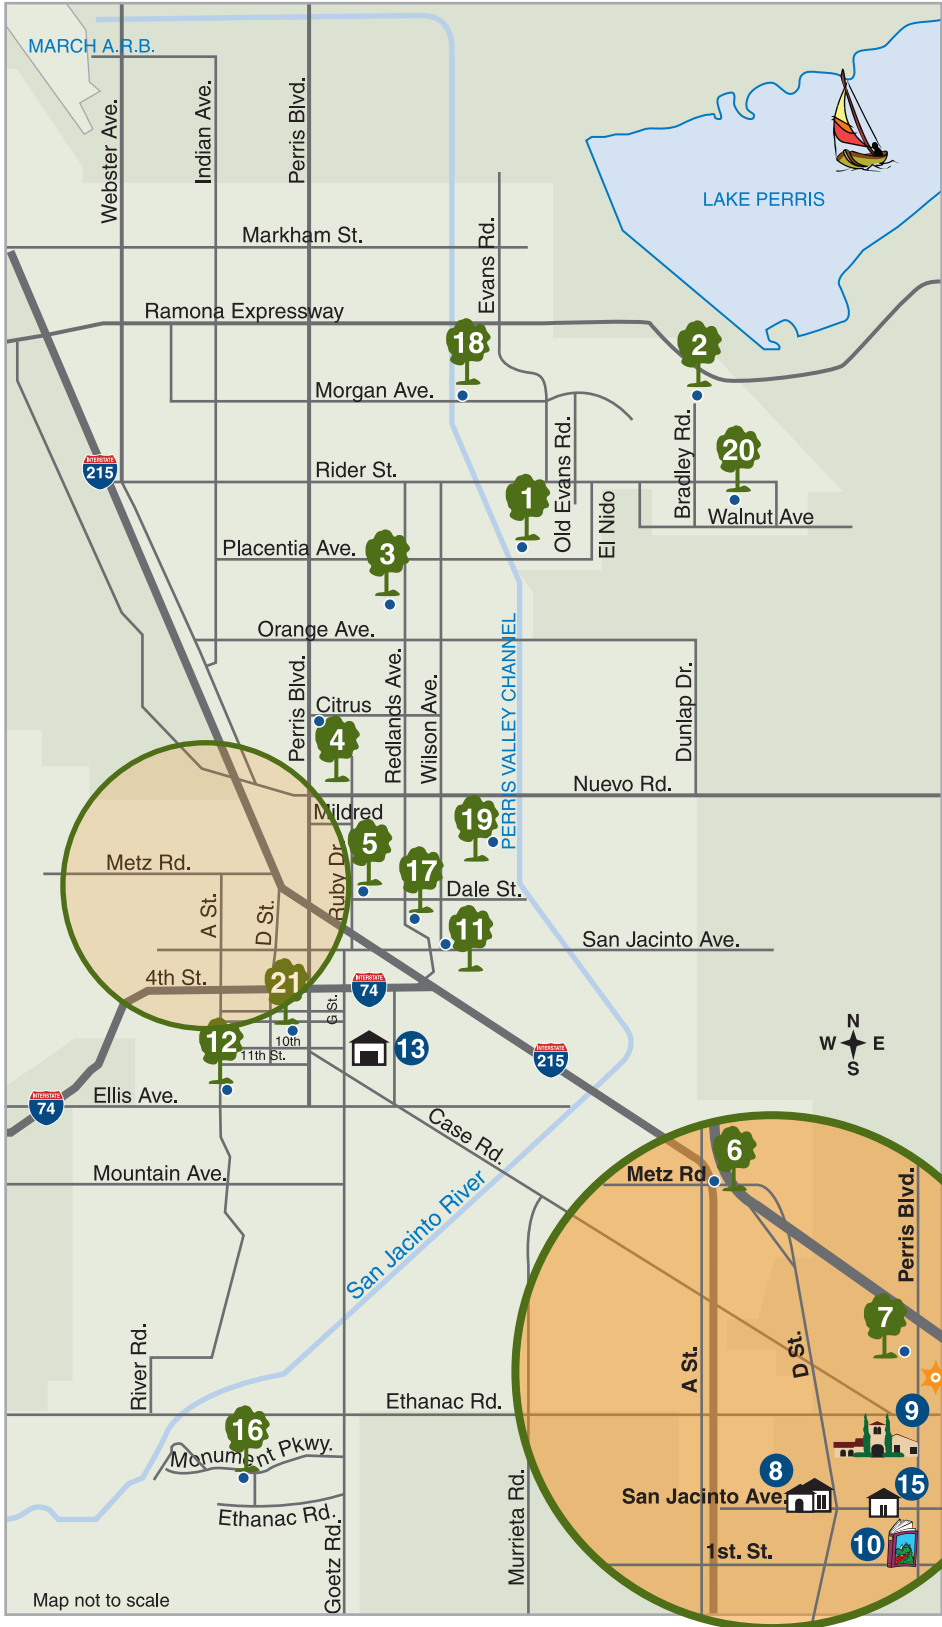 MARCH A.R.B.
Webster Ave.
Indian Ave.
Perris Blvd.
LAKE PERRIS
Markham St.
Evans Rd.
Ramona Expressway
18
2
Morgan Ave.
Old Evans Rd.
Bradley Rd.
20
INTERSTATE
215
Rider St.
1
El Nido
Walnut Ave
Placentia Ave.
3
Orange Ave.
PERRIS VALLEY CHANNEL
Perris Blvd.
Redlands Ave.
Wilson Ave.
Dunlap Dr.
Citrus
4
Nuevo Rd.
Mildred
19
5
Metz Rd.
17
Ruby Dr.
Dale St.
A St.
D St.
11
San Jacinto Ave.
4th St.
21
INTERSTATE
74
G St.
12
10th
11th St.
13
INTERSTATE
215
N
W E
S
INTERSTATE
74
Ellis Ave.
Case Rd.
6
Mountain Ave.
Metz Rd
Perris Blvd.
San Jacinto River
7
River Rd.
A St.
D St.
Ethanac Rd.
9
16
Monument Pkwy.
8
15
San Jacinto Ave.
Ethanac Rd.
Goetz Rd.
Murrieta Rd.
10
1st. St.
Map not to scale